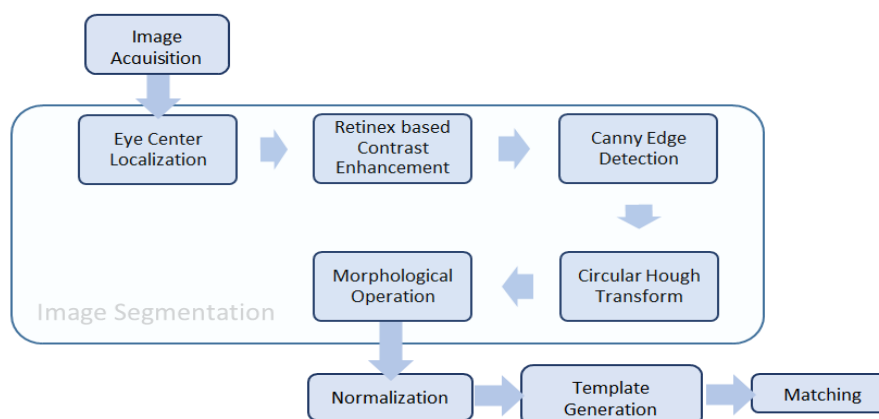 Image
Acquisition
Eye Center
Localization
Retinex based
Contrast
Enhancement
Canny Edge
Detection
Circular Hough
Transform
Morphological
Operation
Image Segmentation
Normalization
Template
Generation
Matching